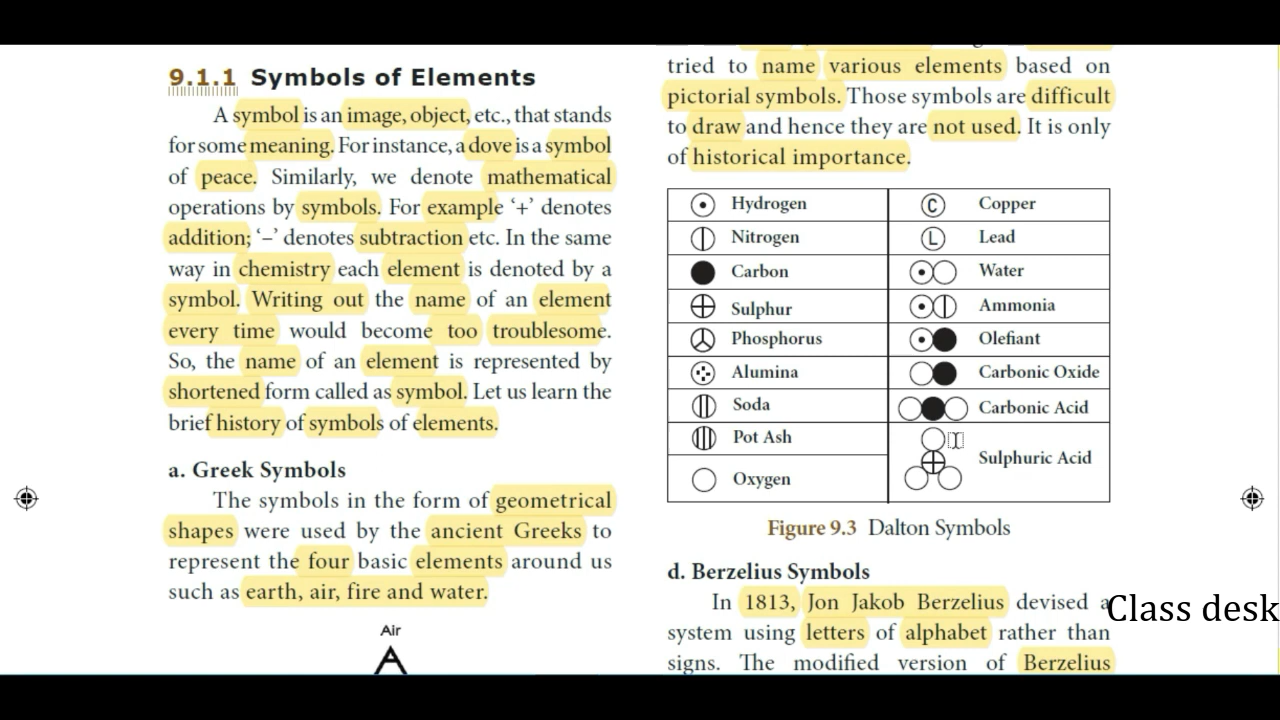 9.1.1 Symbols of Elements
A symbol is an image, object, etc., that stands
for some meaning. For instance, a dove is a symbol
of peace. Similarly, we denote mathematical
operations by symbols. For example ‘+’ denotes
addition; ‘–’ denotes subtraction etc. In the same
way in chemistry each element is denoted by a
symbol. Writing out the name of an element
every time would become too troublesome.
So, the name of an element is represented by
shortened form called as symbol. Let us learn the
brief history of symbols of elements.
a. Greek Symbols
The symbols in the form of geometrical
shapes were used by the ancient Greeks to
represent the four basic elements around us
such as earth, air, fire and water.
Air
tried to name various elements based on
pictorial symbols. Those symbols are difficult
to draw and hence they are not used. It is only
of historical importance.
Hydrogen
Nitrogen
Carbon
Sulphur
Phosphorus
Alumina
Soda
Pot Ash
Oxygen
C Copper
L Lead
Water
Ammonia
Olefiant
Carbonic Oxide
Carbonic Acid
Sulphuric Acid
Figure 9.3 Dalton Symbols
d. Berzelius Symbols
In 1813, Jon Jakob Berzelius devised a
system using letters of alphabet rather than
signs. The modified version of Berzelius
Class desk